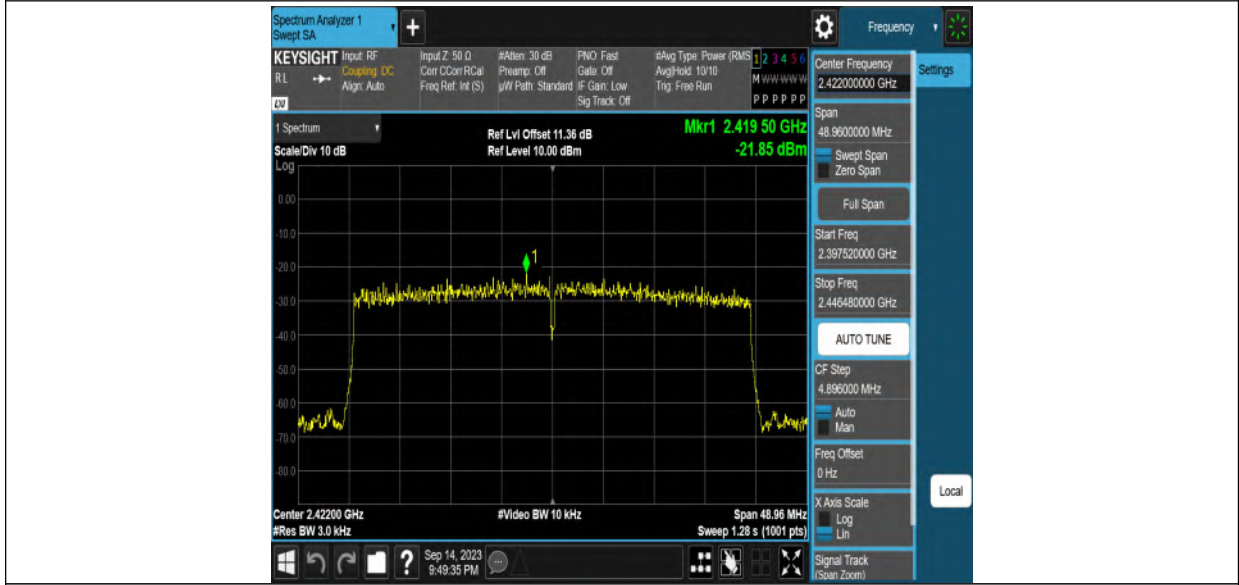 Spectrum Analyzer 1
Swept SA
Frequency
KEYSIGHT
R L
LXI
Input: RF
Coupling: DC
Align: Auto
Input Z: 50 Ω
Corr CCorr RCal
Freq Ref: Int (S)
#Atten: 30 dB
Preamp: Off
µW Path: Standard
PNO: Fast
Gate: Off
IF Gain: Low
Sig Track: Off
#Avg Type: Power (RMS
Avg|Hold: 10/10
Trig: Free Run
1 2 3 4 5 6
M W W W W W
P P P P P P
1 Spectrum
Scale/Div 10 dB
Log
Ref Lvl Offset 11.36 dB
Ref Level 10.00 dBm
Mkr1 2.419 50 GHz
-21.85 dBm
0.00
-10.0
-20.0
-30.0
-40.0
-50.0
-60.0
-70.0
-80.0
1
Center 2.42200 GHz
#Res BW 3.0 kHz
#Video BW 10 kHz
Span 48.96 MHz
Sweep 1.28 s (1001 pts)
?
Sep 14, 2023
9:49:35 PM
Center Frequency
2.422000000 GHz
Settings
Span
48.9600000 MHz
Swept Span
Zero Span
Full Span
Start Freq
2.397520000 GHz
Stop Freq
2.446480000 GHz
AUTO TUNE
CF Step
4.896000 MHz
Auto
Man
Freq Offset
0 Hz
X Axis Scale
Log
Lin
Signal Track
(Span Zoom)
Local